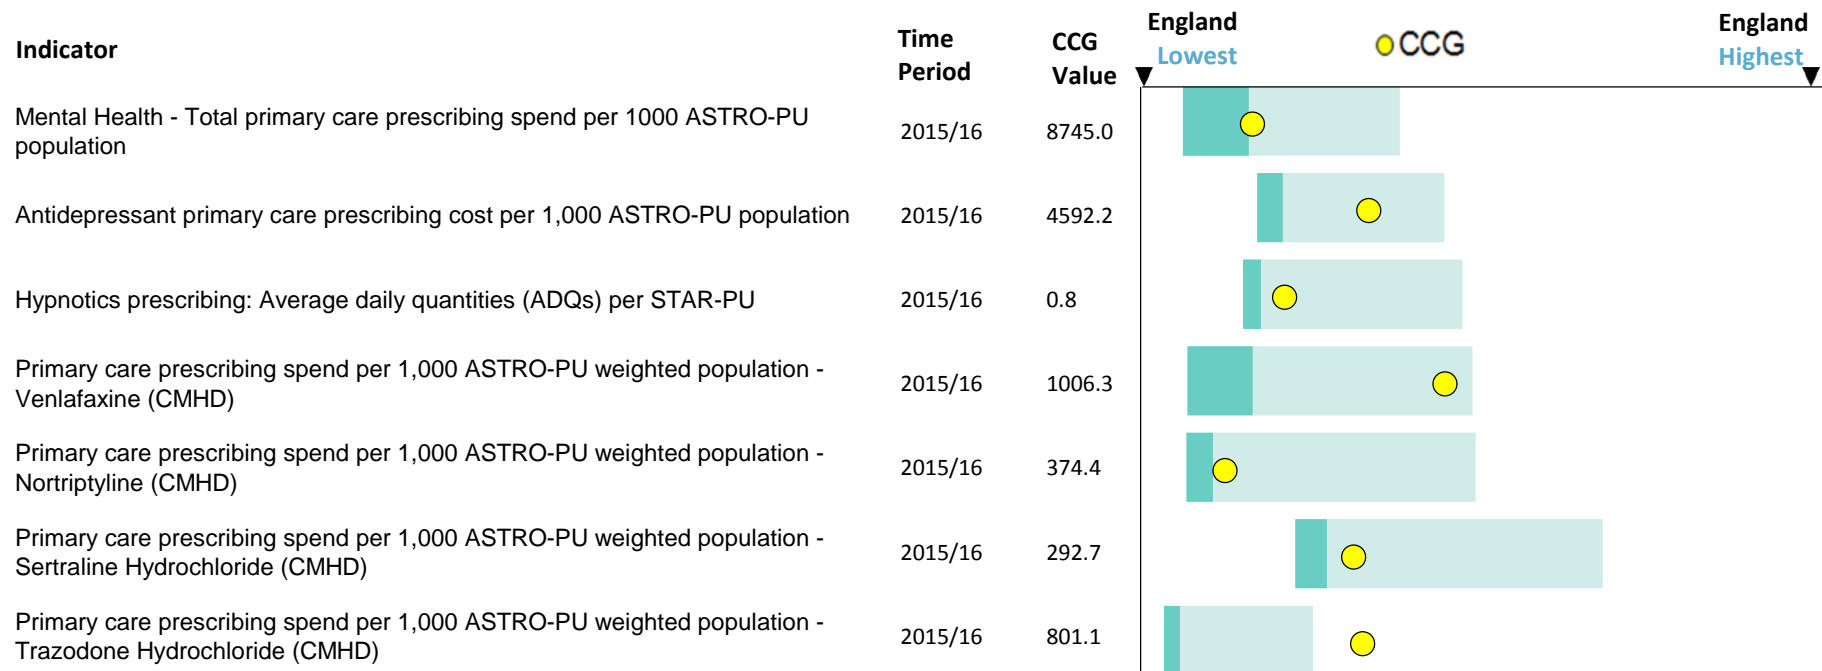 Indicator
Time Period
CCG Value
England Lowest
CCG
England Highest
Mental Health - Total primary care prescribing spend per 1000 ASTRO-PU
population
2015/16
8745.0
Antidepressant primary care prescribing cost per 1,000 ASTRO-PU population
2015/16
4592.2
Hypnotics prescribing: Average daily quantities (ADQs) per STAR-PU
2015/16
0.8
Primary care prescribing spend per 1,000 ASTRO-PU weighted population -
Venlafaxine (CMHD)
2015/16
1006.3
Primary care prescribing spend per 1,000 ASTRO-PU weighted population -
Nortriptyline (CMHD)
2015/16
374.4
Primary care prescribing spend per 1,000 ASTRO-PU weighted population -
Sertraline Hydrochloride (CMHD)
2015/16
292.7
Primary care prescribing spend per 1,000 ASTRO-PU weighted population -
Trazodone Hydrochloride (CMHD)
2015/16
801.1